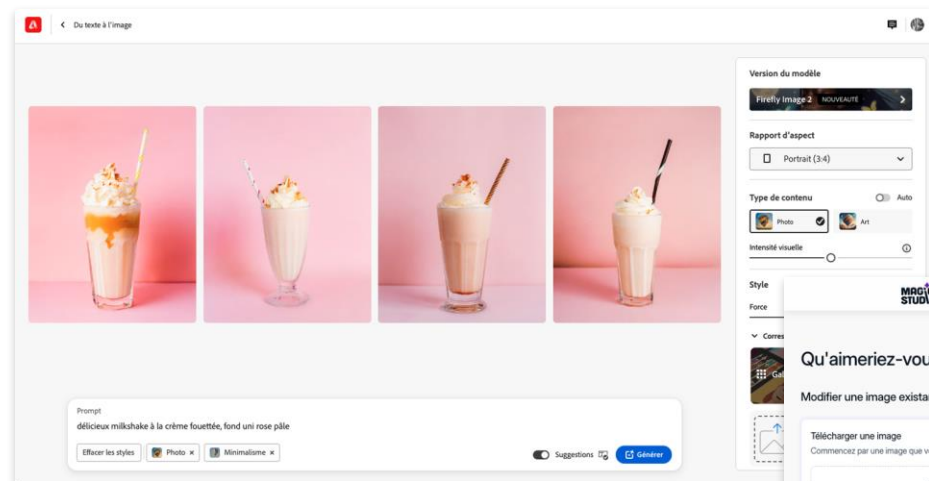 Du texte à l'image
Version du modèle
Firefly Image 2 NOUVEAUTÉ
Rapport d'aspect
Portrait (3:4)
Type de contenu
Auto
Photo
Art
Intensité visuelle
Style
Force
Prompt
délicieux milkshake à la crème fouettée, fond uni rose pâle
Effacer les styles
Photo ×
Minimalisme ×
Suggestions
Générer
Qu'aimeriez-vou
Modifier une image existan
Télécharger une image
Commencez par une image que v